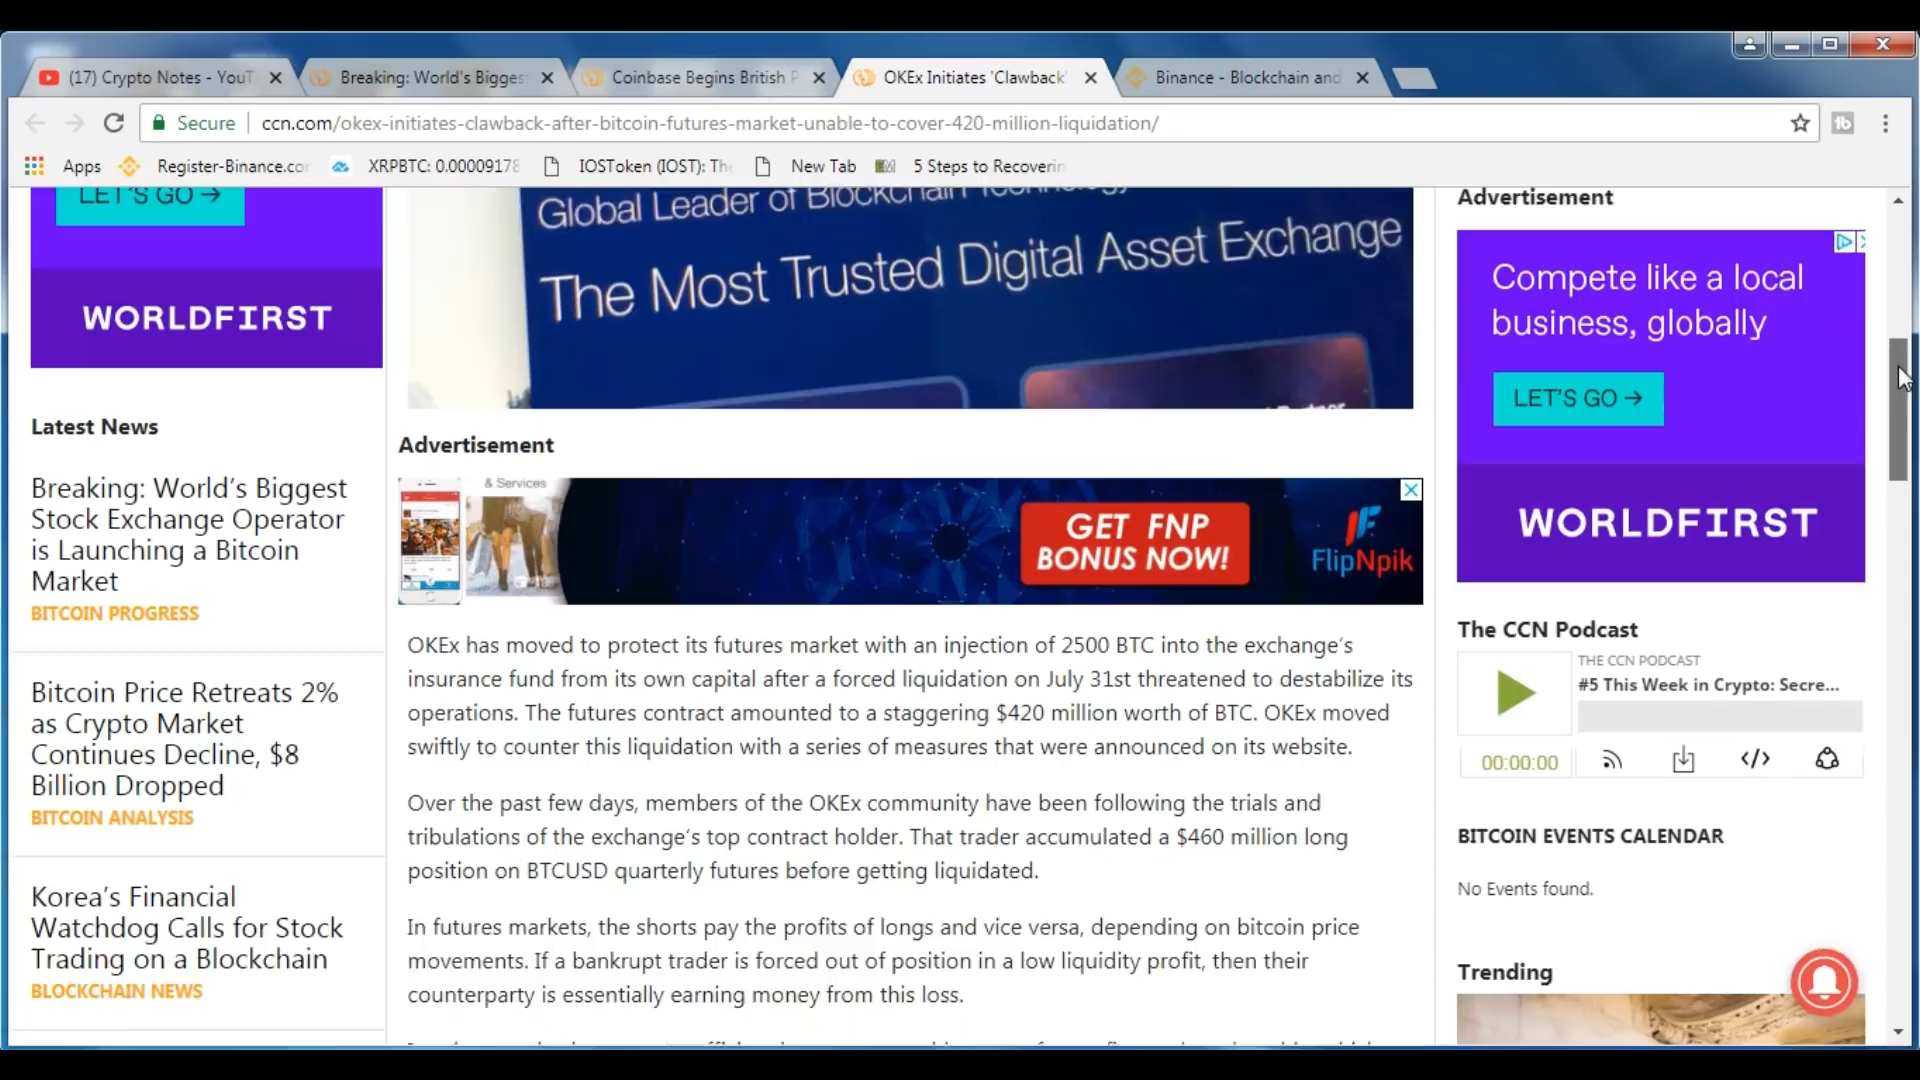 (17) Crypto Notes - YouT
Breaking: World's Bigges
Coinbase Begins British P
OKEx Initiates 'Clawback'
Binance - Blockchain and
Secure
ccn.com/okex-initiates-clawback-after-bitcoin-futures-market-unable-to-cover-420-million-liquidation/
Apps
Register-Binance.cor
XRPBTC: 0.00009178
IOSToken (IOST): The
New Tab
5 Steps to Recoverin
LET'S GO →
WORLDFIRST
Latest News
Breaking: World's Biggest
Stock Exchange Operator
is Launching a Bitcoin
Market
BITCOIN PROGRESS
Bitcoin Price Retreats 2%
as Crypto Market
Continues Decline, $8
Billion Dropped
BITCOIN ANALYSIS
Korea's Financial
Watchdog Calls for Stock
Trading on a Blockchain
BLOCKCHAIN NEWS
Global Leader of Blockchain Technology
The Most Trusted Digital Asset Exchange
Advertisement
& Services
GET FNP
BONUS NOW!
FlipNpik
OKEx has moved to protect its futures market with an injection of 2500 BTC into the exchange's
insurance fund from its own capital after a forced liquidation on July 31st threatened to destabilize its
operations. The futures contract amounted to a staggering $420 million worth of BTC. OKEx moved
swiftly to counter this liquidation with a series of measures that were announced on its website.
Over the past few days, members of the OKEx community have been following the trials and
tribulations of the exchange's top contract holder. That trader accumulated a $460 million long
position on BTCUSD quarterly futures before getting liquidated.
In futures markets, the shorts pay the profits of longs and vice versa, depending on bitcoin price
movements. If a bankrupt trader is forced out of position in a low liquidity profit, then their
counterparty is essentially earning money from this loss.
Advertisement
Compete like a local
business, globally
LET'S GO →
WORLDFIRST
The CCN Podcast
THE CCN PODCAST
#5 This Week in Crypto: Secre...
00:00:00
BITCOIN EVENTS CALENDAR
No Events found.
Trending